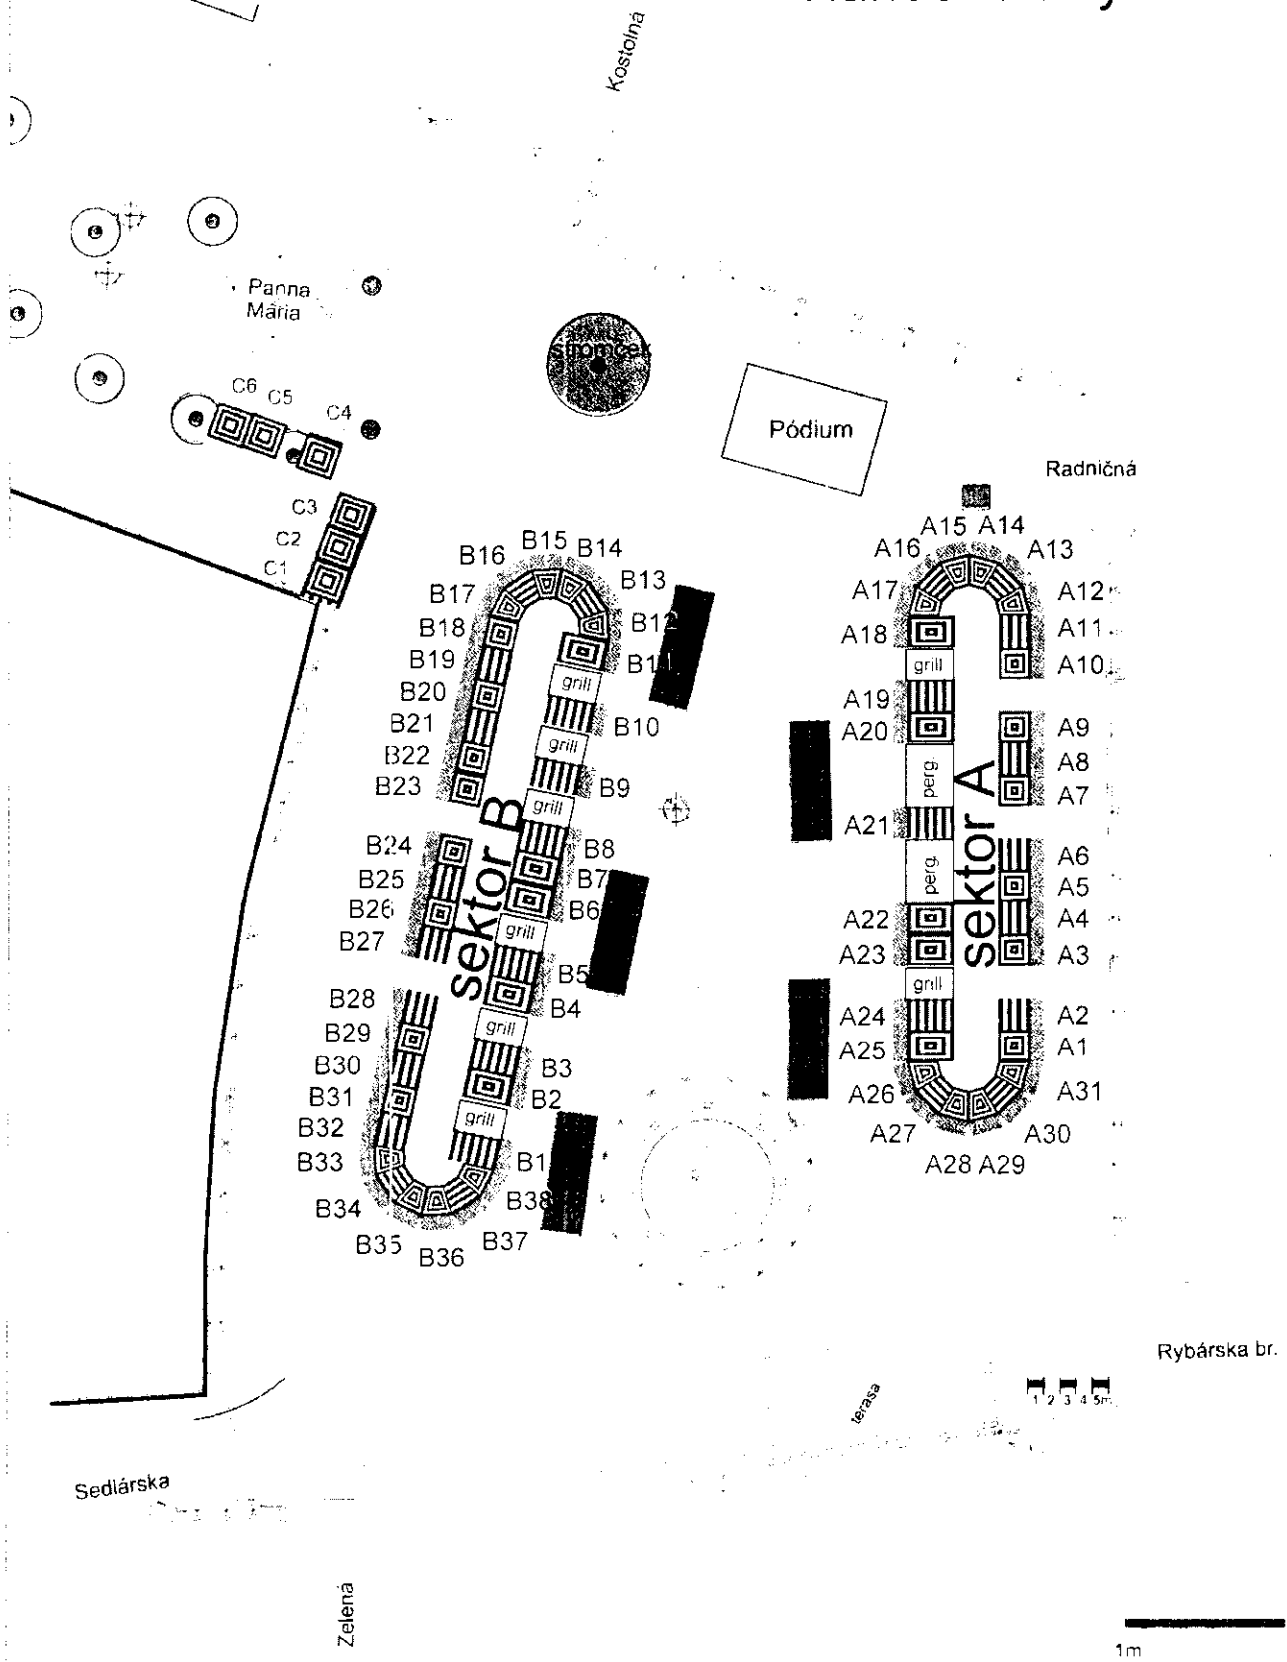 Kostolná
Panna
Mária
stromček
Pódium
Radničná
C6
C5
C4
C3
C2
C1
B15
B14
B16
B13
B17
B12
B18
B11
B19
grill
B20
B10
B21
grill
B22
B9
B23
grill
sektor B
B24
B8
B25
B7
B26
B6
B27
grill
B5
B28
B4
B29
grill
B30
B3
B31
B2
B32
grill
B33
B1
B34
B38
B35
B36
B37
A15
A14
A16
A13
A17
A12
A18
A11
grill
A10
A19
A20
A9
perg.
A8
sektor A
A7
A21
A6
perg.
A5
A22
A4
A23
A3
grill
A24
A2
A25
A1
A26
A31
A27
A30
A28
A29
Rybárska br.
1 2 3 4 5m
terasa
Sedlárska
Zelená
1m